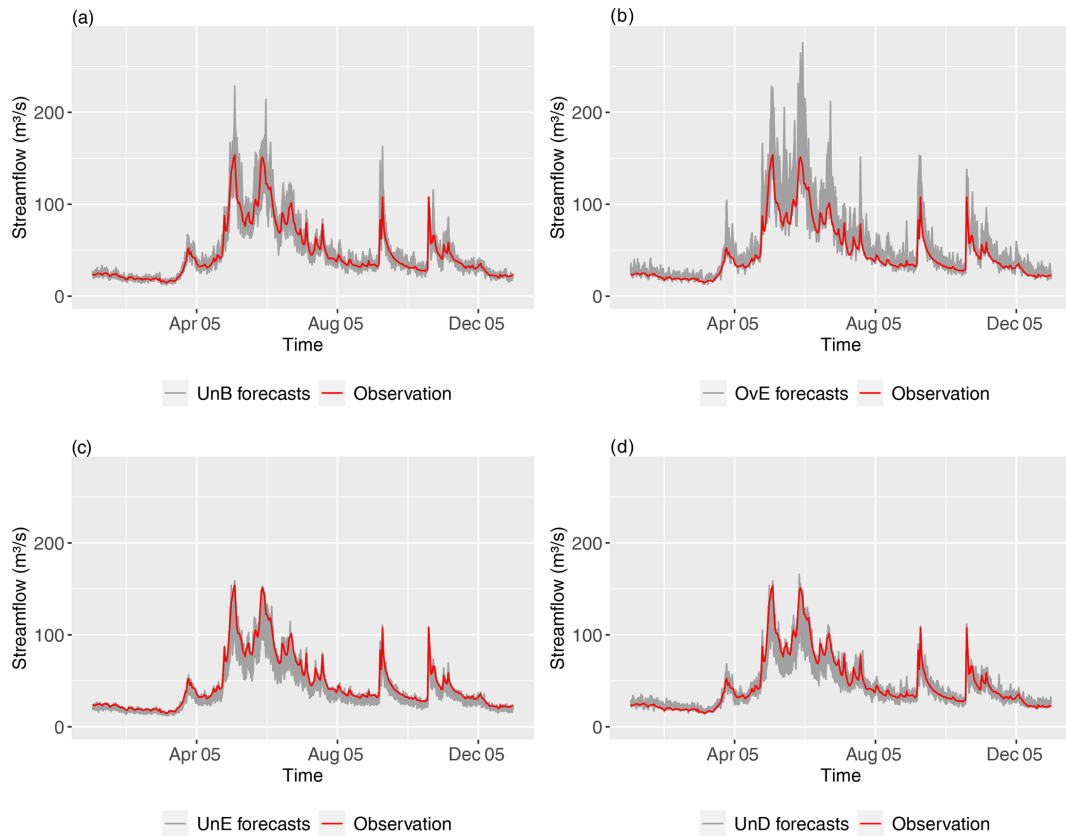 (a)
Streamflow (m³/s)
200
100
0
Apr 05
Aug 05
Dec 05
Time
UnB forecasts
Observation
(b)
Streamflow (m³/s)
200
100
0
Apr 05
Aug 05
Dec 05
Time
OvE forecasts
Observation
(c)
Streamflow (m³/s)
200
100
0
Apr 05
Aug 05
Dec 05
Time
UnE forecasts
Observation
(d)
Streamflow (m³/s)
200
100
0
Apr 05
Aug 05
Dec 05
Time
UnD forecasts
Observation